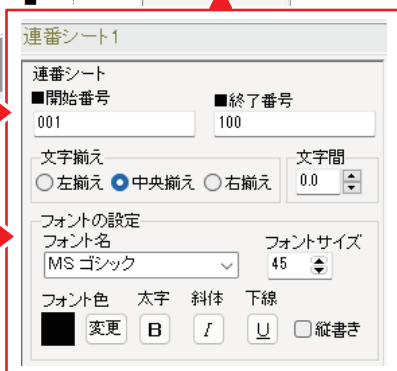 連番シート1
連番シート
■開始番号 ■終了番号
001 100
文字揃え 文字間
左揃え 中央揃え 右揃え 0.0
フォントの設定
フォント名 フォントサイズ
MS ゴシック 45
フォント色 太字 斜体 下線
変更 B I U 縦書き